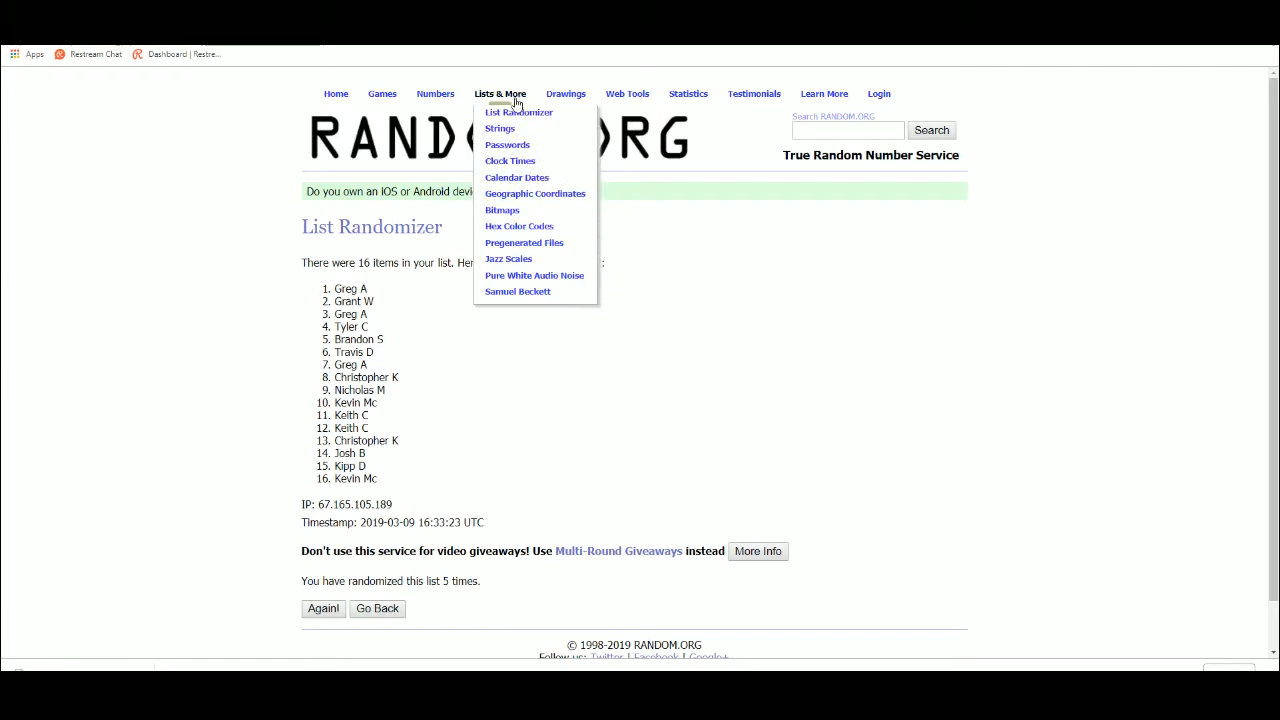 Apps Restream Chat Dashboard | Restre...
Home Games Numbers Lists & More Drawings Web Tools Statistics Testimonials Learn More Login
List Randomizer
Strings
Passwords
Clock Times
Calendar Dates
Geographic Coordinates
Bitmaps
Hex Color Codes
Pregenerated Files
Jazz Scales
Pure White Audio Noise
Samuel Beckett
RAND RG
Search RANDOM.ORG
Search
True Random Number Service
Do you own an iOS or Android devi
List Randomizer
There were 16 items in your list. Her :
1. Greg A
2. Grant W
3. Greg A
4. Tyler C
5. Brandon S
6. Travis D
7. Greg A
8. Christopher K
9. Nicholas M
10. Kevin Mc
11. Keith C
12. Keith C
13. Christopher K
14. Josh B
15. Kipp D
16. Kevin Mc
IP: 67.165.105.189
Timestamp: 2019-03-09 16:33:23 UTC
Don't use this service for video giveaways! Use Multi-Round Giveaways instead More Info
You have randomized this list 5 times.
Again! Go Back
© 1998-2019 RANDOM.ORG
Follow us: Twitter | Facebook | Google+